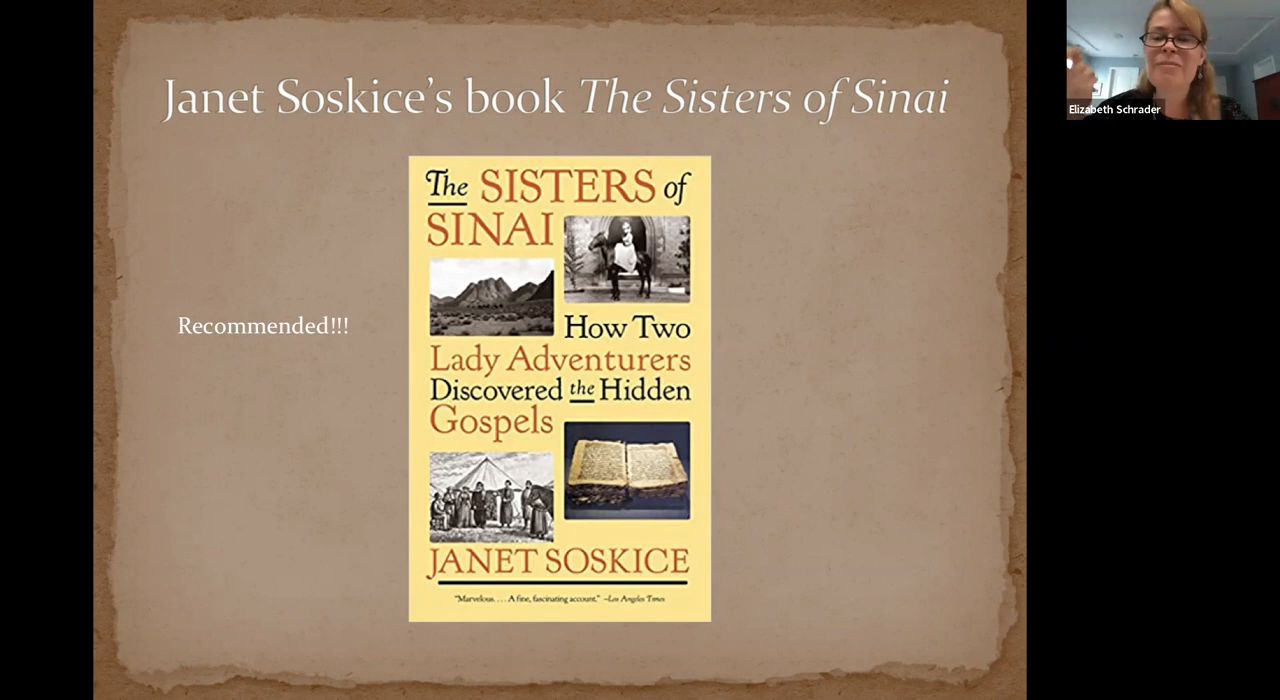 Janet Soskice’s book The Sisters of Sinai
Elizabeth Schrader
Recommended!!!
The SISTERS of
SINAI
How Two
Lady Adventurers
Discovered the Hidden
Gospels
JANET SOSKICE
“Marvelous. . . . A fine, fascinating account.” –Los Angeles Times